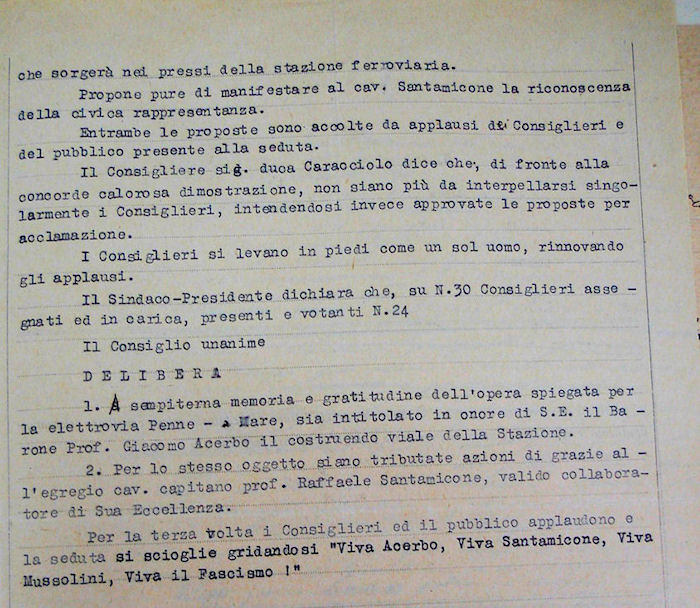 che sorgerà nei pressi della stazione ferroviaria.
Propone pure di manifestare al cav. Santamicone la riconoscenza
della civica rappresentanza.
Entrambe le proposte sono accolte da applausi dei Consiglieri e
del pubblico presente alla seduta.
Il Consigliere sig. duca Caracciolo dice che, di fronte alla
concorde calorosa dimostrazione, non siano più da interpellarsi singo-
larmente i Consiglieri, intendendosi invece approvate le proposte per
acclamazione.
I Consiglieri si levano in piedi come un sol uomo, rinnovando
gli applausi.
Il Sindaco-Presidente dichiara che, su N.30 Consiglieri asse -
gnati ed in carica, presenti e votanti N.24
Il Consiglio unanime
D E L I B E R A
1. A sempiterna memoria e gratitudine dell'opera spiegata per
la elettrovia Penne - a Mare, sia intitolato in onore di S.E. il Ba -
rone Prof. Giacomo Acerbo il costruendo viale della Stazione.
2. Per lo stesso oggetto siano tributate azioni di grazie al -
l'egregio cav. capitano prof. Raffaele Santamicone, valido collabora-
tore di Sua Eccellenza.
Per la terza volta i Consiglieri ed il pubblico applaudono e
la seduta si scioglie gridandosi "Viva Acerbo, Viva Santamicone, Viva
Mussolini, Viva il Fascismo !"